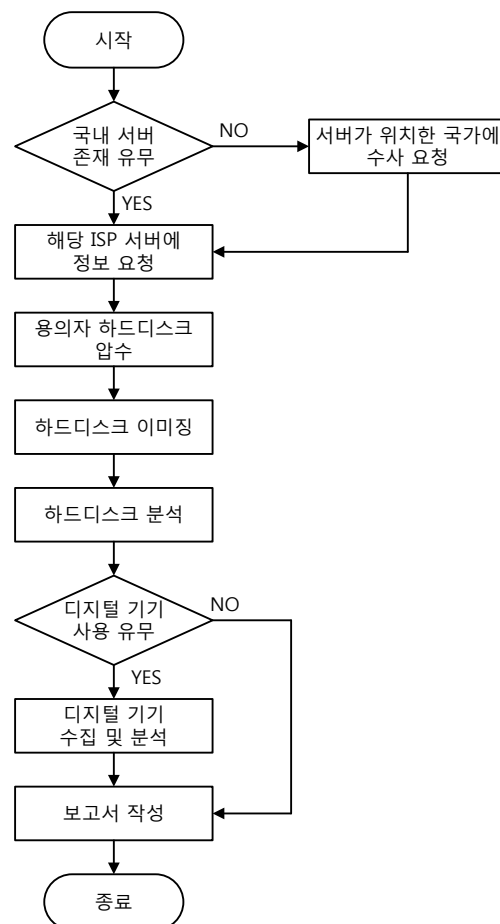 시작
국내 서버
존재 유무
NO
서버가 위치한 국가에
수사 요청
YES
해당 ISP 서버에
정보 요청
용의자 하드디스크
압수
하드디스크 이미징
하드디스크 분석
디지털 기기
사용 유무
NO
YES
디지털 기기
수집 및 분석
보고서 작성
종료